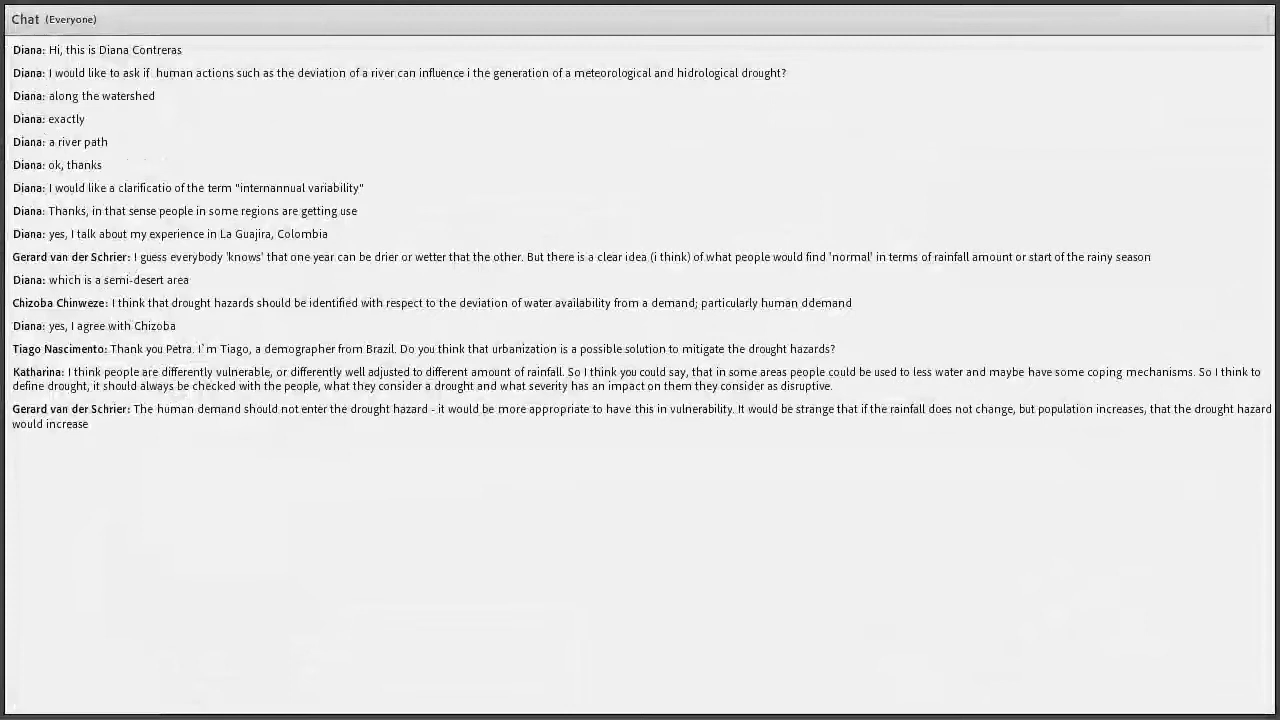 Chat (Everyone)
Diana: Hi, this is Diana Contreras
Diana: I would like to ask if human actions such as the deviation of a river can influence i the generation of a meteorological and hidrological drought?
Diana: along the watershed
Diana: exactly
Diana: a river path
Diana: ok, thanks
Diana: I would like a clarificatio of the term "internannual variability"
Diana: Thanks, in that sense people in some regions are getting use
Diana: yes, I talk about my experience in La Guajira, Colombia
Gerard van der Schrier: I guess everybody 'knows' that one year can be drier or wetter that the other. But there is a clear idea (i think) of what people would find 'normal' in terms of rainfall amount or start of the rainy season
Diana: which is a semi-desert area
Chizoba Chinweze: I think that drought hazards should be identified with respect to the deviation of water availability from a demand; particularly human ddemand
Diana: yes, I agree with Chizoba
Tiago Nascimento: Thank you Petra. I`m Tiago, a demographer from Brazil. Do you think that urbanization is a possible solution to mitigate the drought hazards?
Katharina: I think people are differently vulnerable, or differently well adjusted to different amount of rainfall. So I think you could say, that in some areas people could be used to less water and maybe have some coping mechanisms. So I think to
define drought, it should always be checked with the people, what they consider a drought and what severity has an impact on them they consider as disruptive.
Gerard van der Schrier: The human demand should not enter the drought hazard - it would be more appropriate to have this in vulnerability. It would be strange that if the rainfall does not change, but population increases, that the drought hazard
would increase